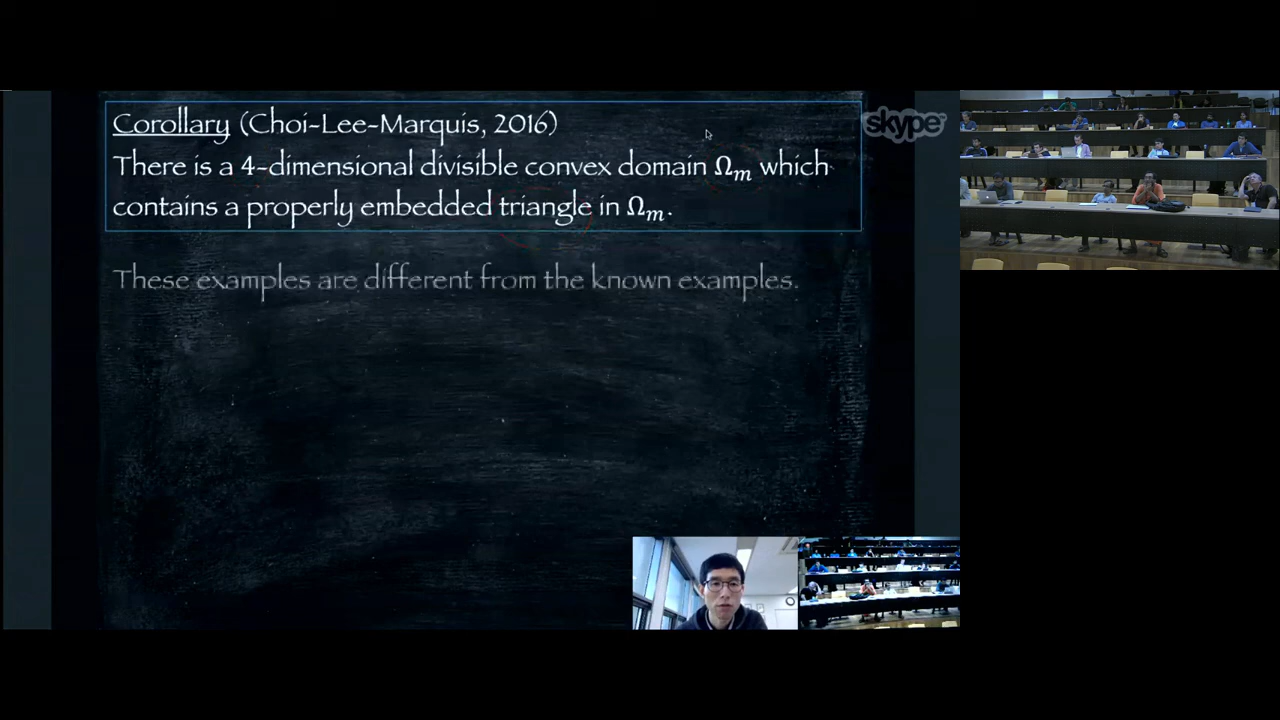 Corollary (Choi-Lee-Marquis, 2016)
There is a 4-dimensional divisible convex domain Ωₘ which
contains a properly embedded triangle in Ωₘ.
These examples are different from the known examples.
skype